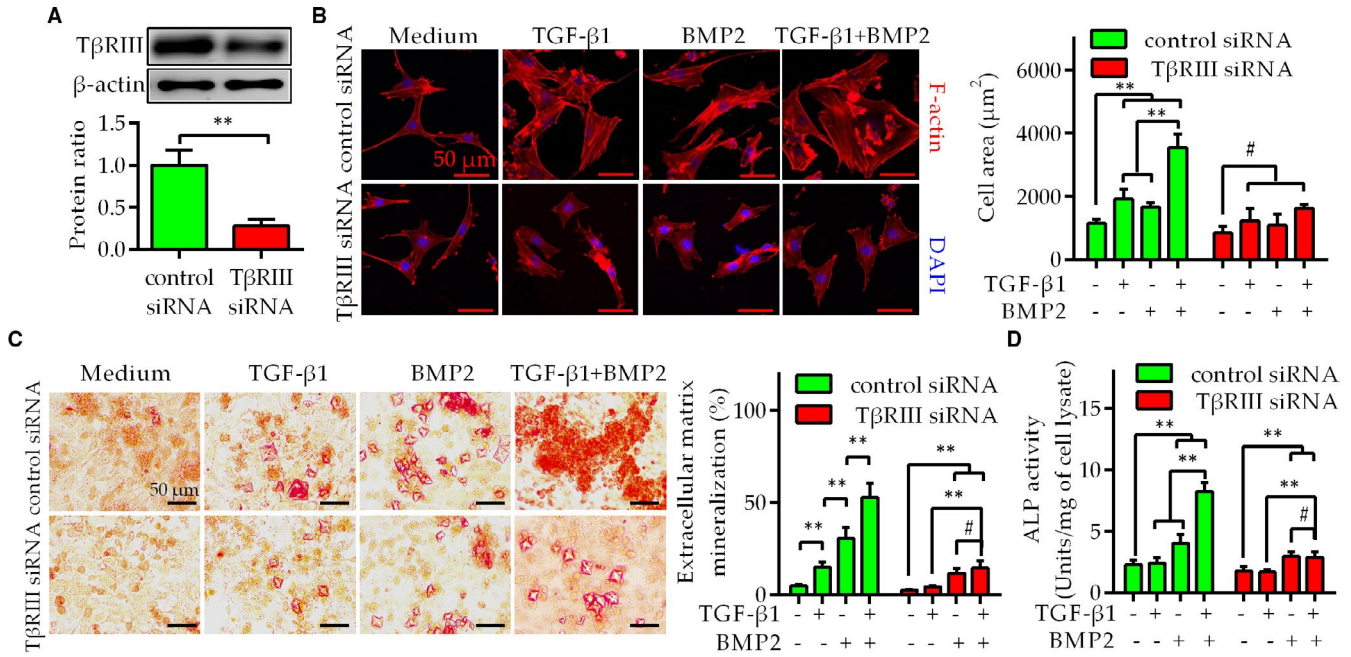 A
TβRIII
β-actin
**
1.5
1.0
0.5
0.0
Protein ratio
control siRNA
TβRIII siRNA
B
Medium TGF-β1 BMP2 TGF-β1+BMP2
control siRNA
TβRIII siRNA
50 μm
F-actin
DAPI
control siRNA
TβRIII siRNA
Cell area (μm²)
6000
4000
2000
0
**
**
#
TGF-β1 - + - + - + - +
BMP2 - - + + - - + +
C
Medium TGF-β1 BMP2 TGF-β1+BMP2
control siRNA
TβRIII siRNA
50 μm
control siRNA
TβRIII siRNA
Extracellular matrix
mineralization (%)
100
50
0
**
**
**
**
**
#
TGF-β1 - + - + - + - +
BMP2 - - + + - - + +
D
control siRNA
TβRIII siRNA
ALP activity
(Units/mg of cell lysate)
15
10
5
0
**
**
**
**
#
TGF-β1 - + - + - + - +
BMP2 - - + + - - + +